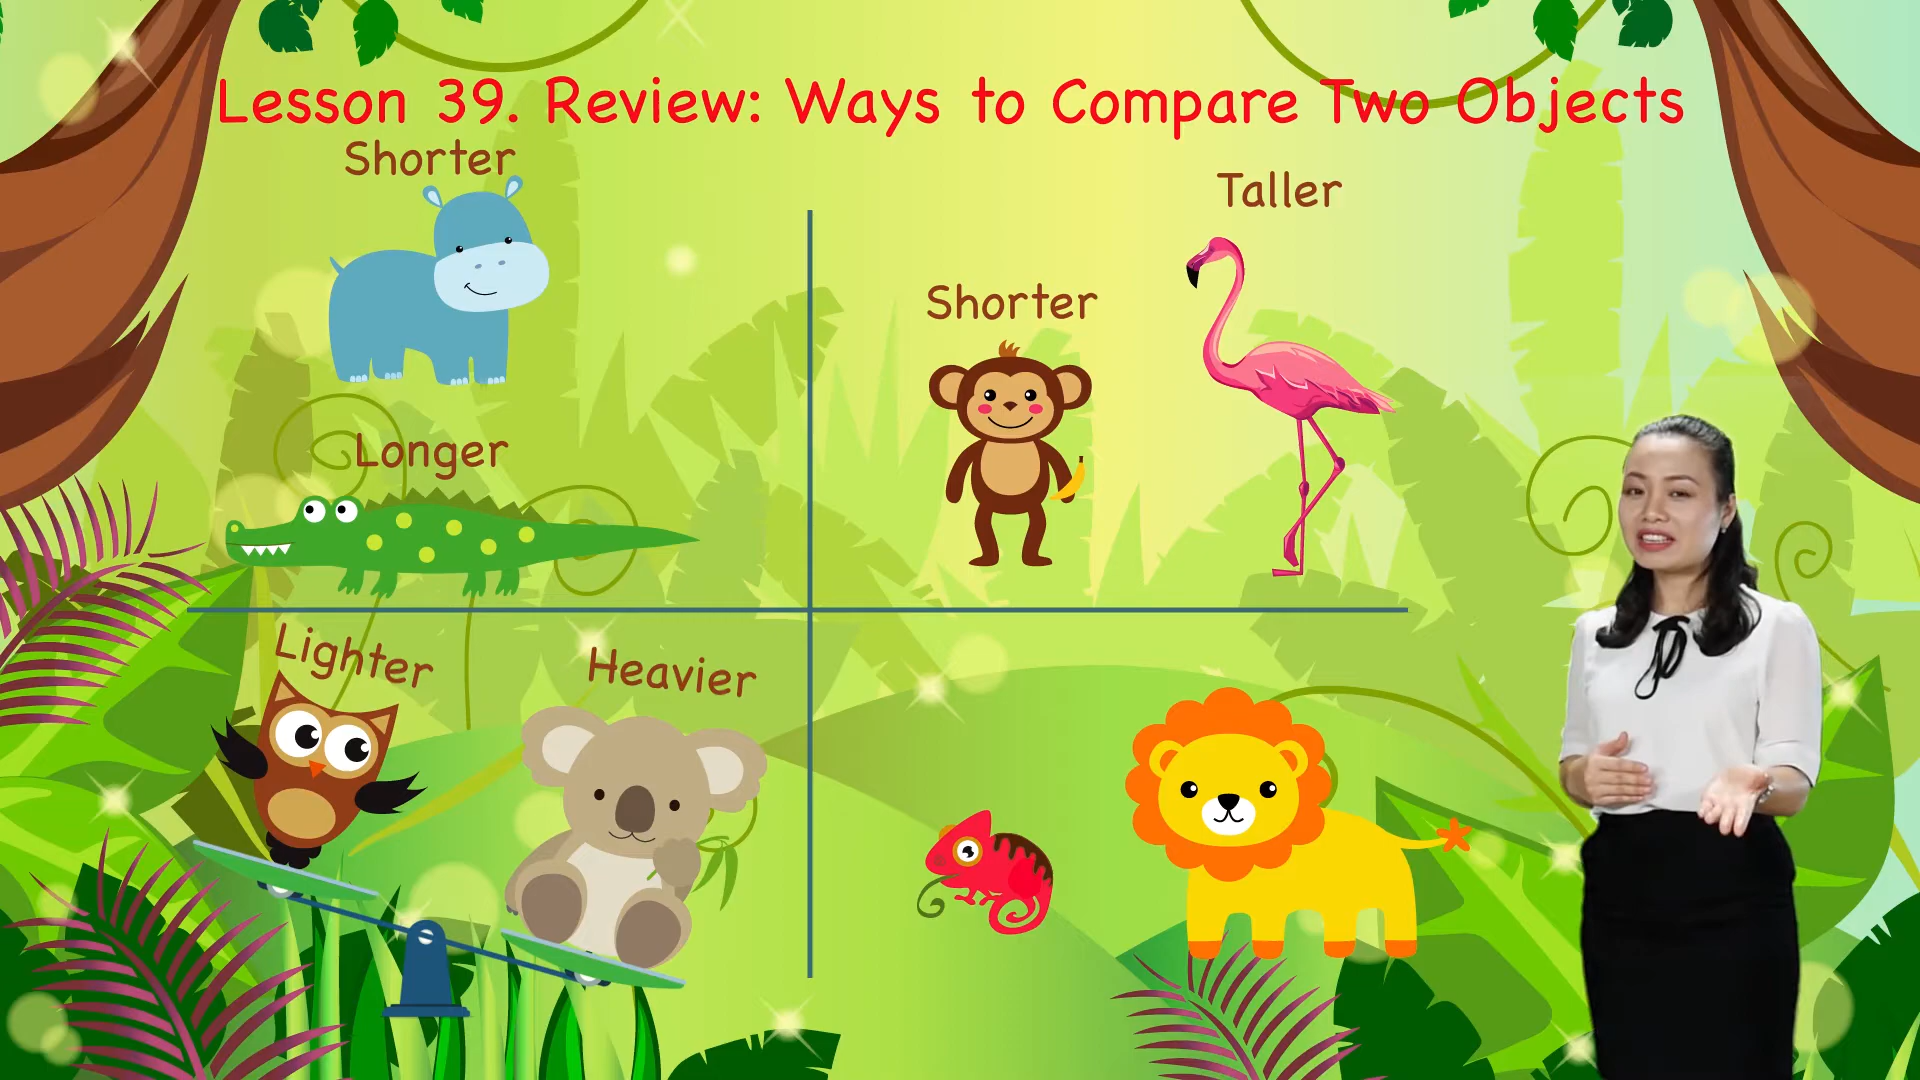 Lesson 39. Review: Ways to Compare Two Objects
Shorter
Longer
Shorter
Taller
Lighter
Heavier